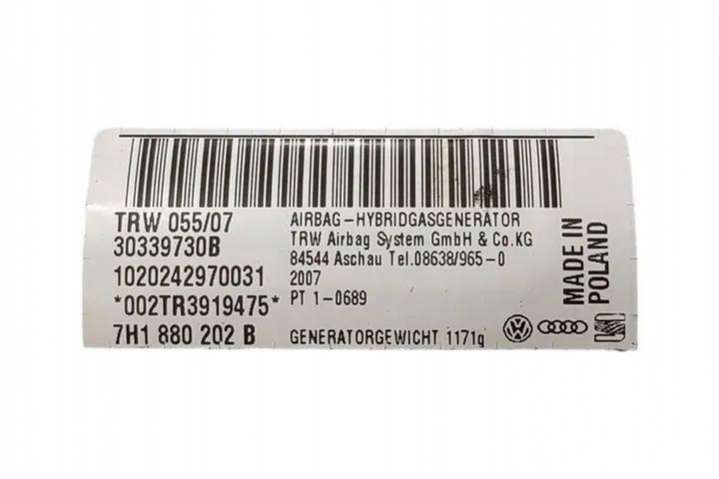 TRW 055/07
30339730B
1020242970031
*002TR3919475*
7H1 880 202 B
AIRBAG-HYBRIDGASGENERATOR
TRW Airbag System GmbH & Co.KG
84544 Aschau Tel.08638/965-0
2007
PT 1-0689
GENERATORGEWICHT 1171g
MADE IN
POLAND